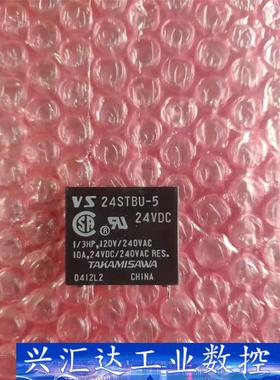 VS 24STBU-5
24VDC
1/3HP,120V/240VAC
10A,24VDC/240VAC RES.
TAKAMISAWA
0412L2 CHINA
兴汇达工业数控